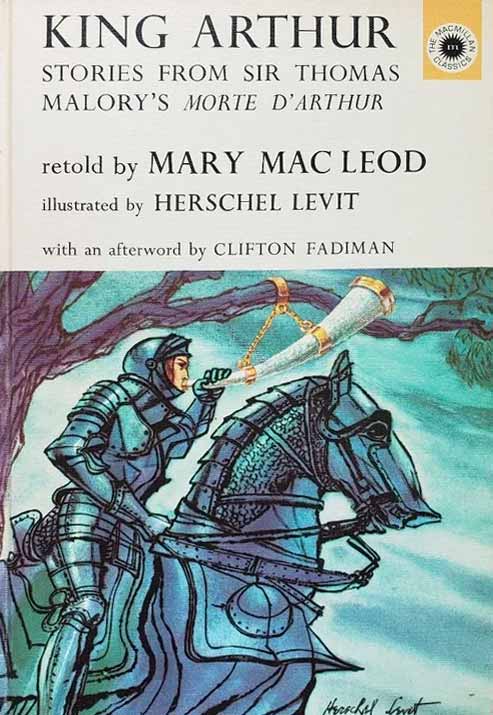 KING ARTHUR
STORIES FROM SIR THOMAS
MALORY'S MORTE D'ARTHUR
retold by MARY MAC LEOD
illustrated by HERSCHEL LEVIT
with an afterword by CLIFTON FADIMAN
THE MACMILLAN
CLASSICS
Herschel Levit